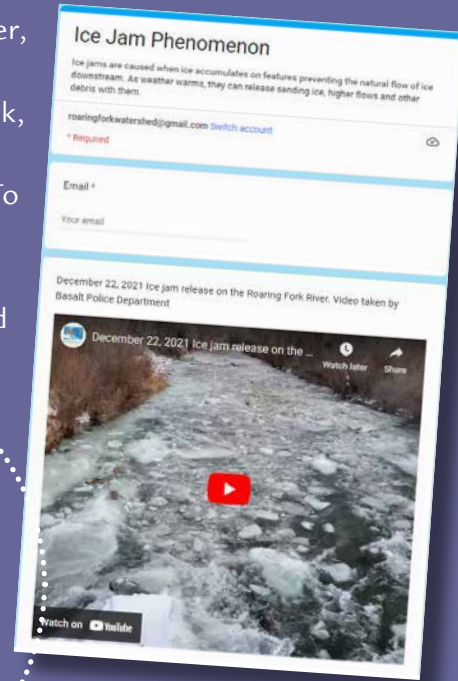 er,
k,
To
d
Ice Jam Phenomenon
Ice jams are caused when ice accumulates on features preventing the natural flow of ice
downstream. As weather warms, they can release sending ice, higher flows and other
debris with them.
roaringforkwatershed@gmail.com Switch account
* Required
Email *
Your email
December 22, 2021 Ice jam release on the Roaring Fork River. Video taken by
Basalt Police Department
December 22, 2021 Ice jam release on the ...
Watch later
Share
Watch on YouTube